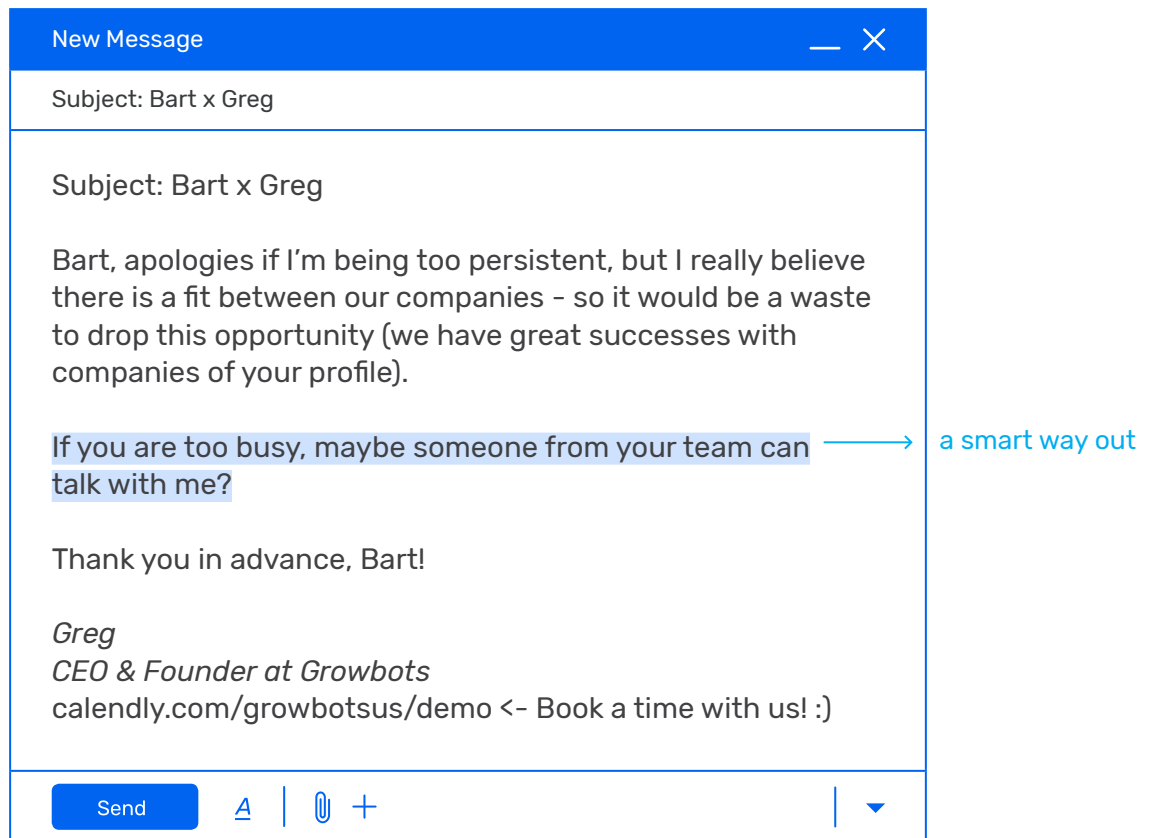 New Message
Subject: Bart x Greg
Subject: Bart x Greg
Bart, apologies if I'm being too persistent, but I really believe
there is a fit between our companies - so it would be a waste
to drop this opportunity (we have great successes with
companies of your profile).
If you are too busy, maybe someone from your team can
talk with me?
a smart way out
Thank you in advance, Bart!
Greg
CEO & Founder at Growbots
calendly.com/growbotsus/demo <- Book a time with us! :)
Send
A